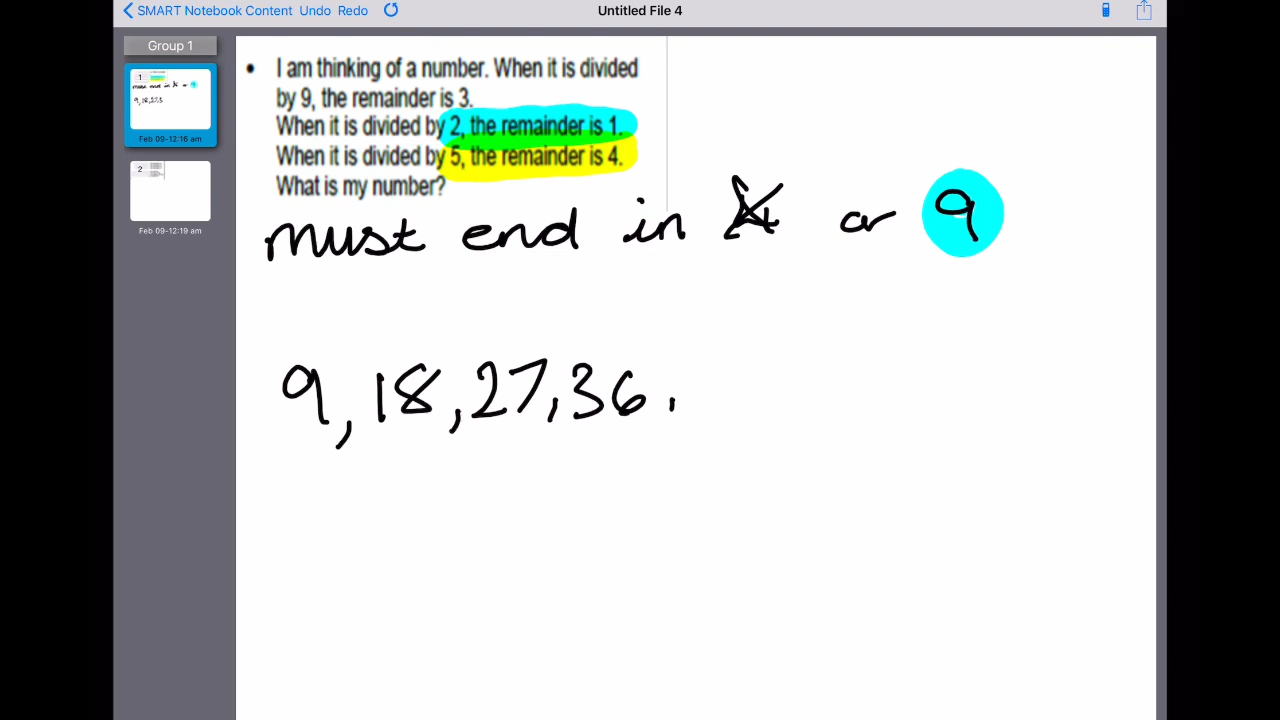 SMART Notebook Content Undo Redo Untitled File 4
Group 1
1
Feb 09-12:16 am
2
Feb 09-12:19 am
• I am thinking of a number. When it is divided
by 9, the remainder is 3.
When it is divided by 2, the remainder is 1.
When it is divided by 5, the remainder is 4.
What is my number?
must end in 4 or 9
9, 18, 27, 36,